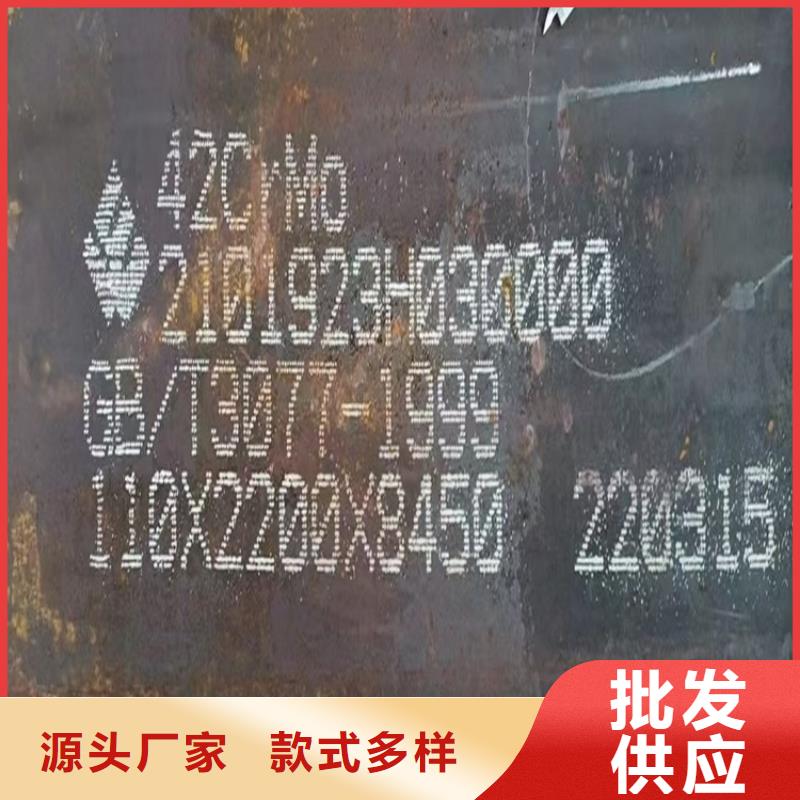 42CrMo
2101923H030000
GB/T3077-1999
110X2200X8450 220315
源头厂家 款式多样
批发
供应